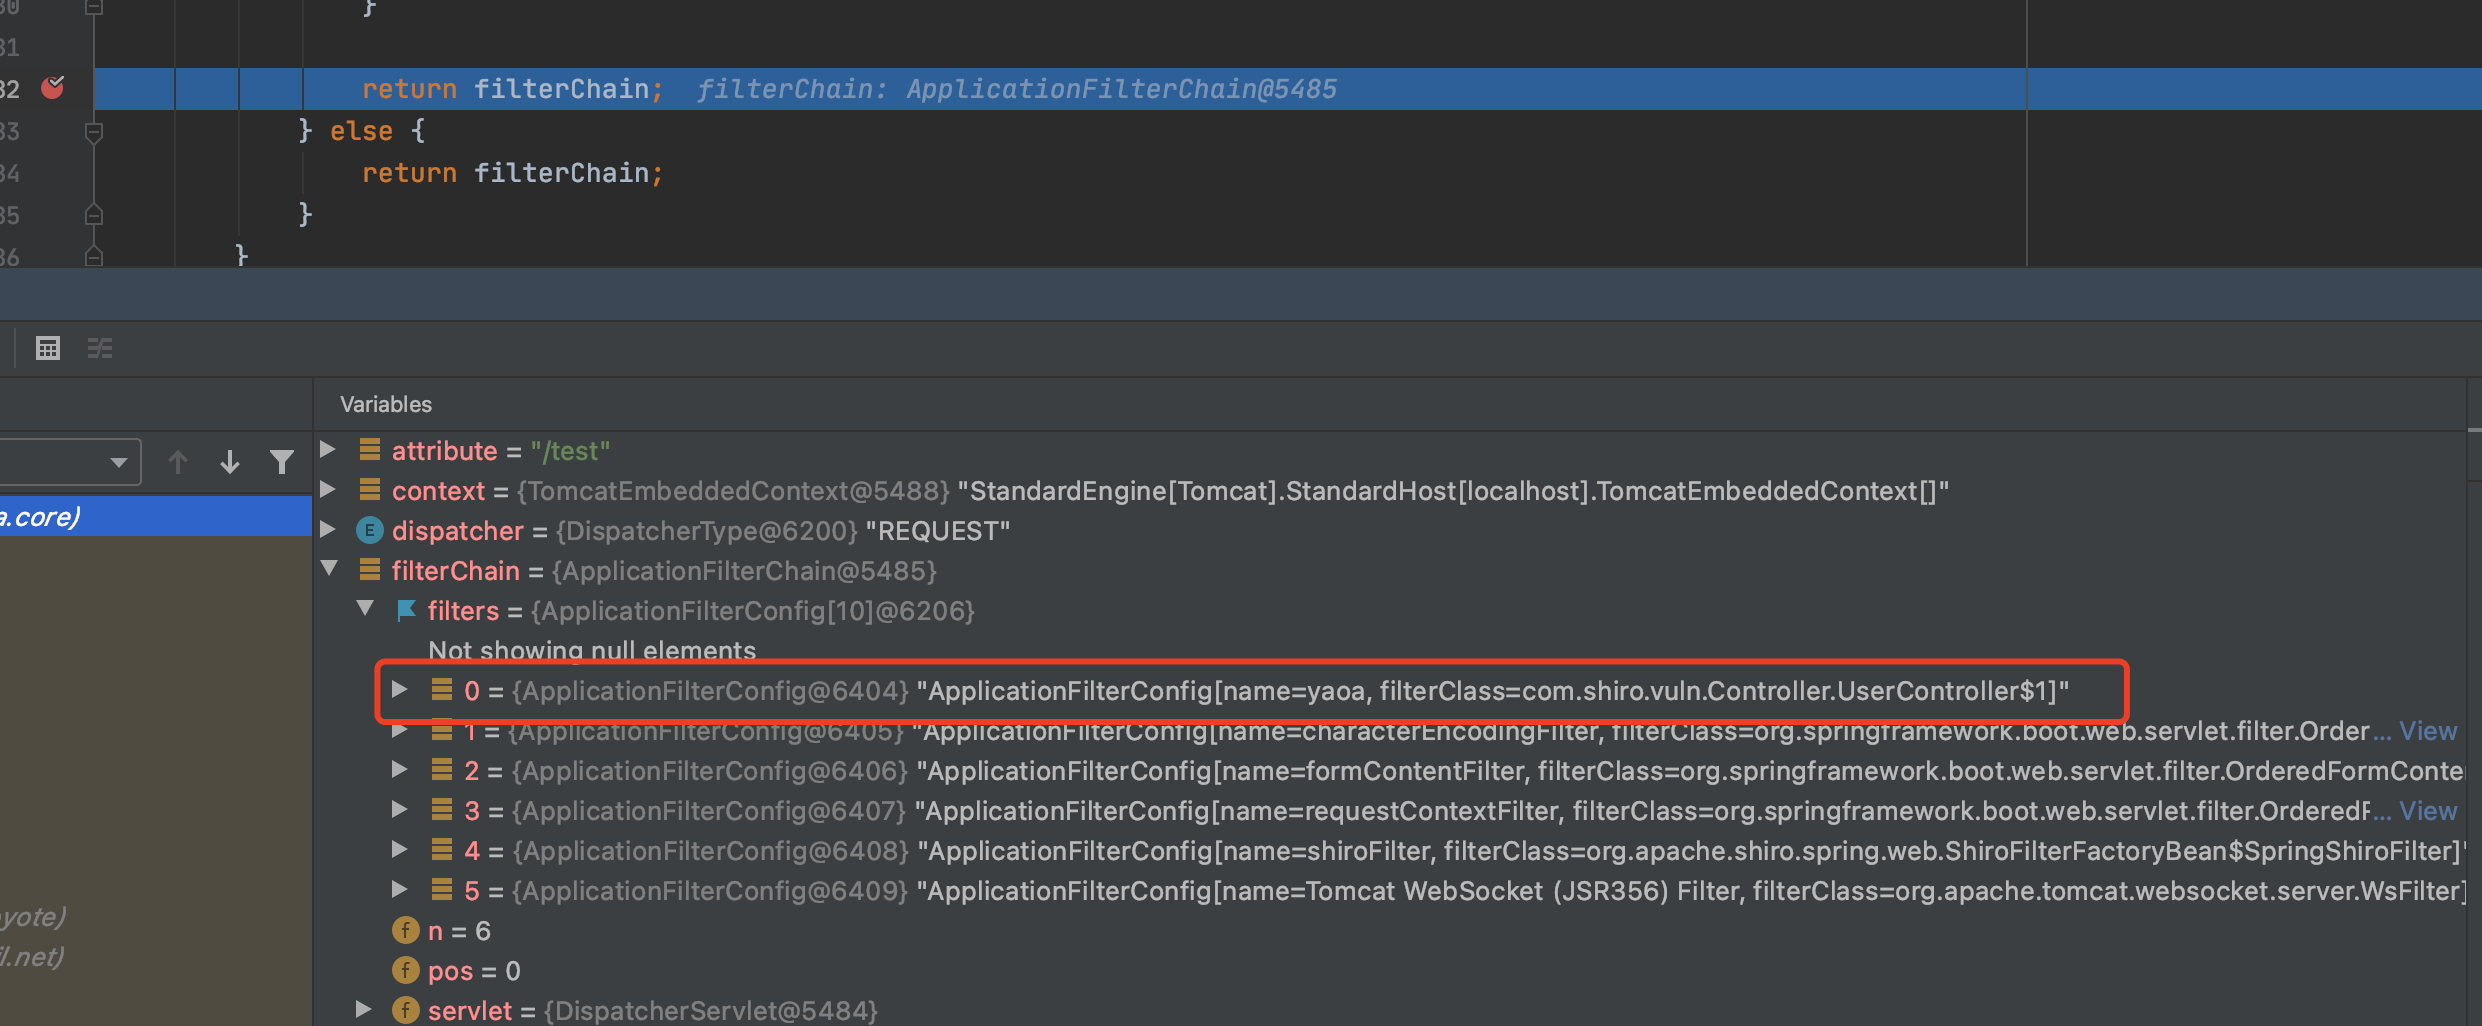 30 }
31
32 return filterChain; filterChain: ApplicationFilterChain@5485
33 } else {
34 return filterChain;
35 }
36 }
Variables
a.core)
yote)
l.net)
attribute = "/test"
context = {TomcatEmbeddedContext@5488} "StandardEngine[Tomcat].StandardHost[localhost].TomcatEmbeddedContext[]"
E dispatcher = {DispatcherType@6200} "REQUEST"
filterChain = {ApplicationFilterChain@5485}
filters = {ApplicationFilterConfig[10]@6206}
Not showing null elements
0 = {ApplicationFilterConfig@6404} "ApplicationFilterConfig[name=yaoa, filterClass=com.shiro.vuln.Controller.UserController$1]"
1 = {ApplicationFilterConfig@6405} "ApplicationFilterConfig[name=characterEncodingFilter, filterClass=org.springframework.boot.web.servlet.filter.Order... View
2 = {ApplicationFilterConfig@6406} "ApplicationFilterConfig[name=formContentFilter, filterClass=org.springframework.boot.web.servlet.filter.OrderedFormConte
3 = {ApplicationFilterConfig@6407} "ApplicationFilterConfig[name=requestContextFilter, filterClass=org.springframework.boot.web.servlet.filter.OrderedF... View
4 = {ApplicationFilterConfig@6408} "ApplicationFilterConfig[name=shiroFilter, filterClass=org.apache.shiro.spring.web.ShiroFilterFactoryBean$SpringShiroFilter]"
5 = {ApplicationFilterConfig@6409} "ApplicationFilterConfig[name=Tomcat WebSocket (JSR356) Filter, filterClass=org.apache.tomcat.websocket.server.WsFilter]
f n = 6
f pos = 0
f servlet = {DispatcherServlet@5484}